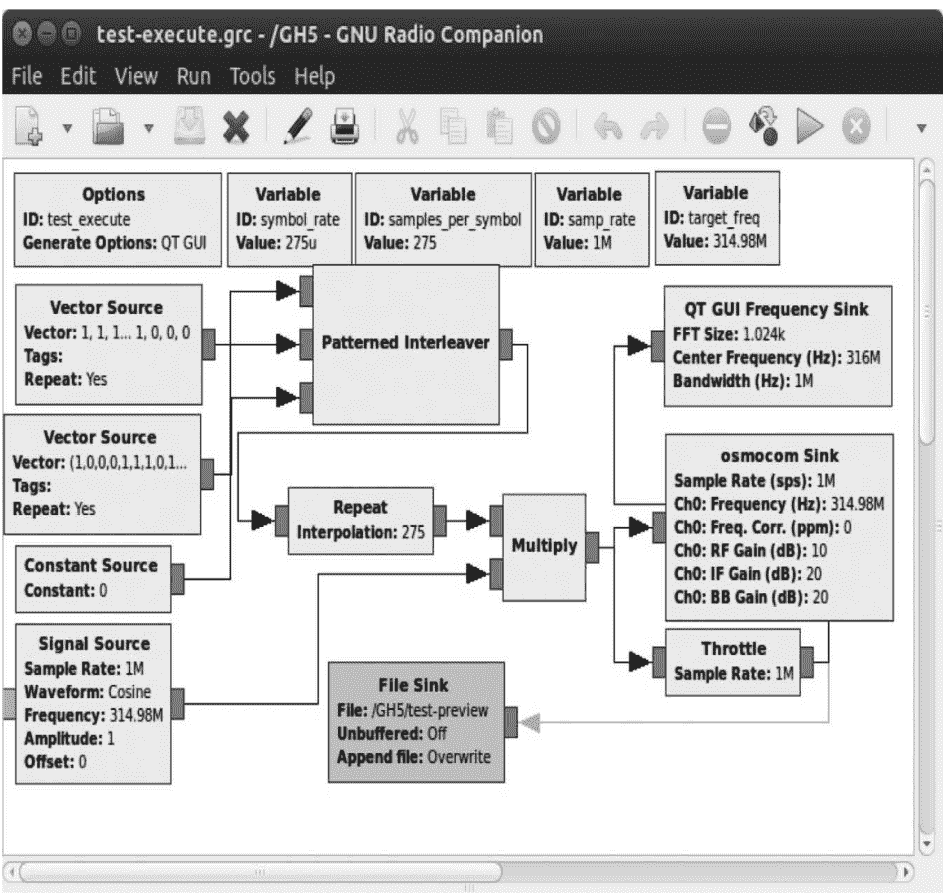 test-execute.grc - /GH5 - GNU Radio Companion
File Edit View Run Tools Help
Options
ID: test_execute
Generate Options: QT GUI
Variable
ID: symbol_rate
Value: 275u
Variable
ID: samples_per_symbol
Value: 275
Variable
ID: samp_rate
Value: 1M
Variable
ID: target_freq
Value: 314.98M
Vector Source
Vector: 1, 1, 1... 1, 0, 0, 0
Tags:
Repeat: Yes
Patterned Interleaver
QT GUI Frequency Sink
FFT Size: 1.024k
Center Frequency (Hz): 316M
Bandwidth (Hz): 1M
Vector Source
Vector: (1,0,0,0,1,1,1,0,1...
Tags:
Repeat: Yes
Repeat
Interpolation: 275
Multiply
osmocom Sink
Sample Rate (sps): 1M
Ch0: Frequency (Hz): 314.98M
Ch0: Freq. Corr. (ppm): 0
Ch0: RF Gain (dB): 10
Ch0: IF Gain (dB): 20
Ch0: BB Gain (dB): 20
Constant Source
Constant: 0
Signal Source
Sample Rate: 1M
Waveform: Cosine
Frequency: 314.98M
Amplitude: 1
Offset: 0
File Sink
File: /GH5/test-preview
Unbuffered: Off
Append file: Overwrite
Throttle
Sample Rate: 1M